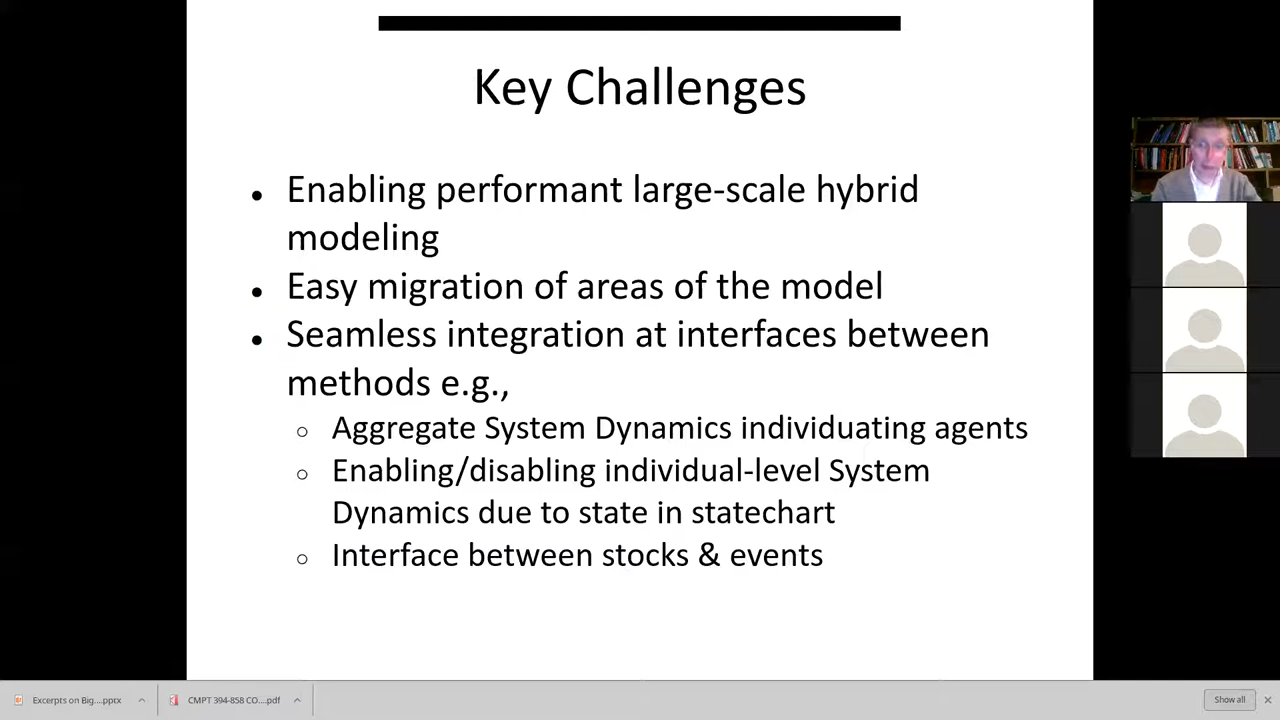 Key Challenges
• Enabling performant large-scale hybrid
modeling
• Easy migration of areas of the model
• Seamless integration at interfaces between
methods e.g.,
○ Aggregate System Dynamics individuating agents
○ Enabling/disabling individual-level System
Dynamics due to state in statechart
○ Interface between stocks & events
Excerpts on Big....pptx
CMPT 394-858 CO....pdf
Show all